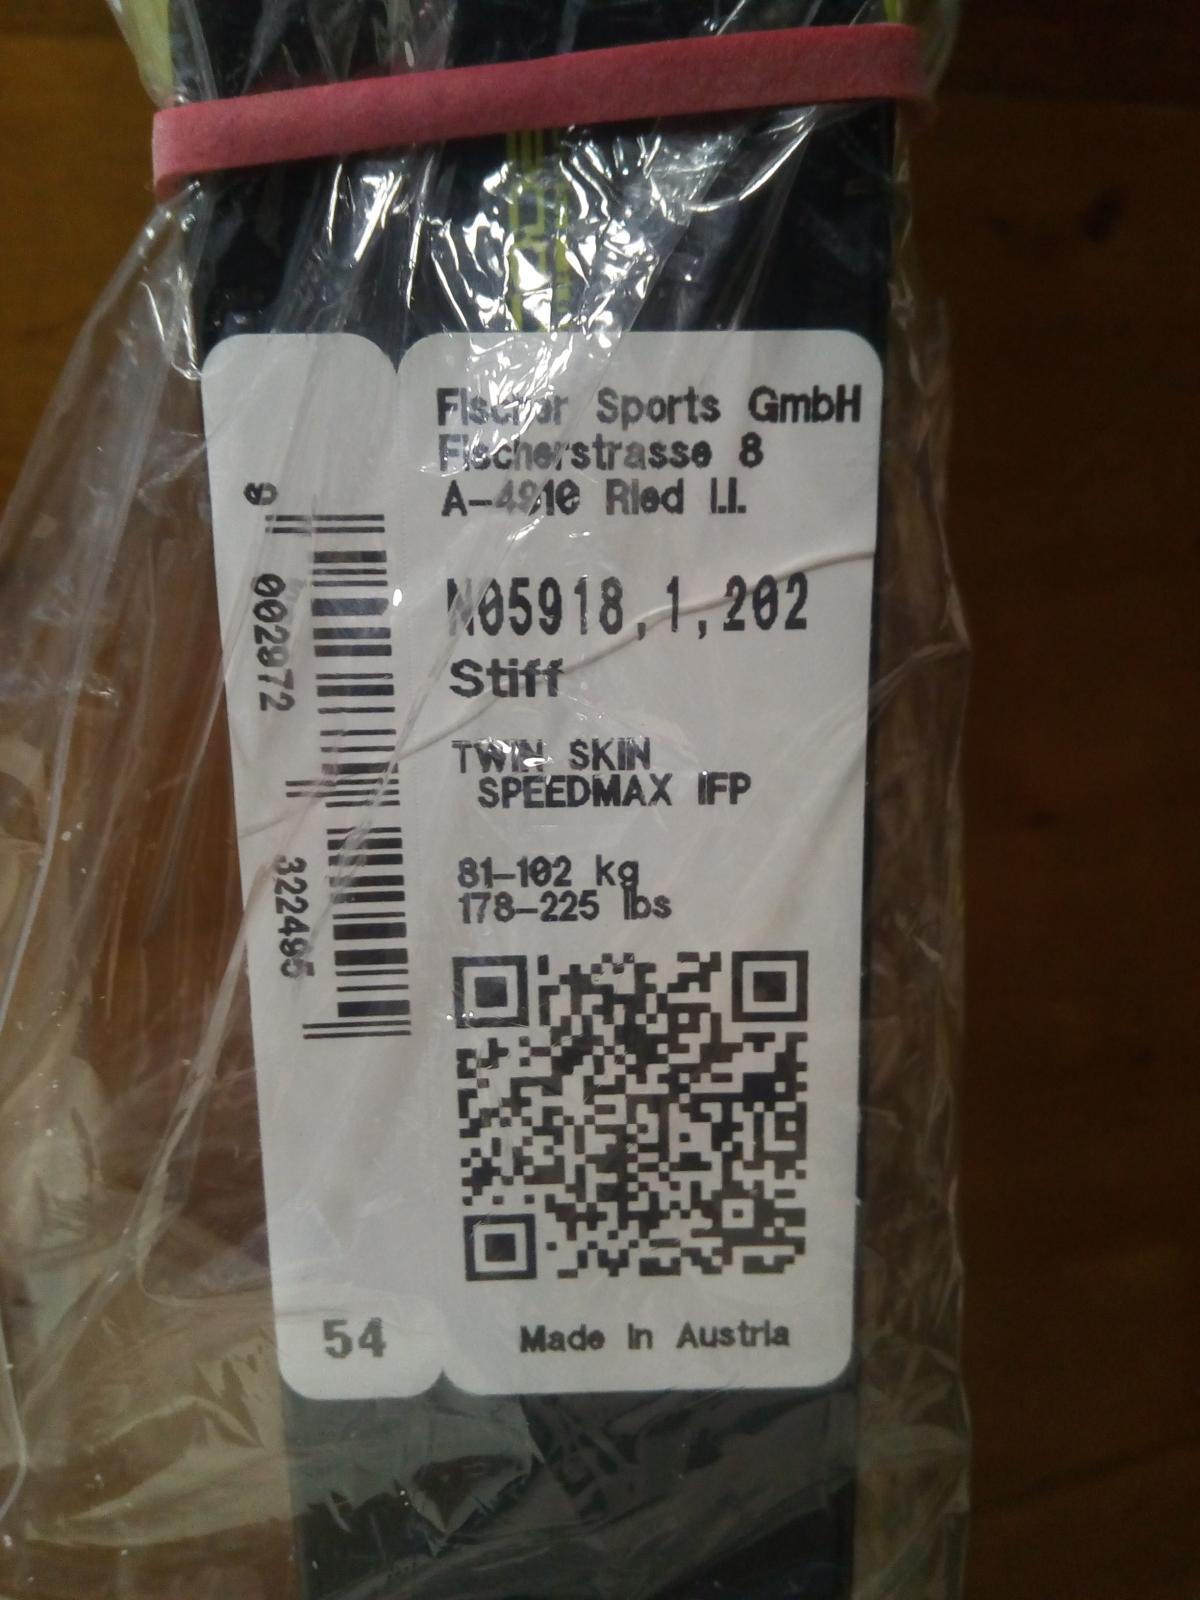 Fischer Sports GmbH
Fischerstrasse 8
A-4910 Ried i.I.
N05918,1,202
Stiff
TWIN SKIN
SPEEDMAX IFP
81-102 kg
178-225 lbs
Made in Austria
9 002972 322495
54